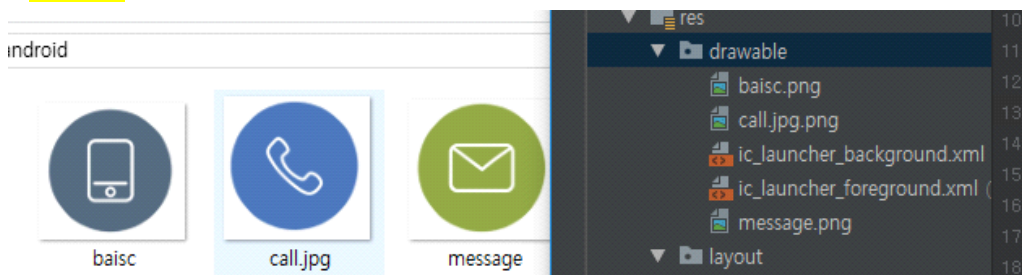 android
baisc
call.jpg
message
res
drawable
baisc.png
call.jpg.png
ic_launcher_background.xml
ic_launcher_foreground.xml (
message.png
layout
10
11
12
13
14
15
16
17
18